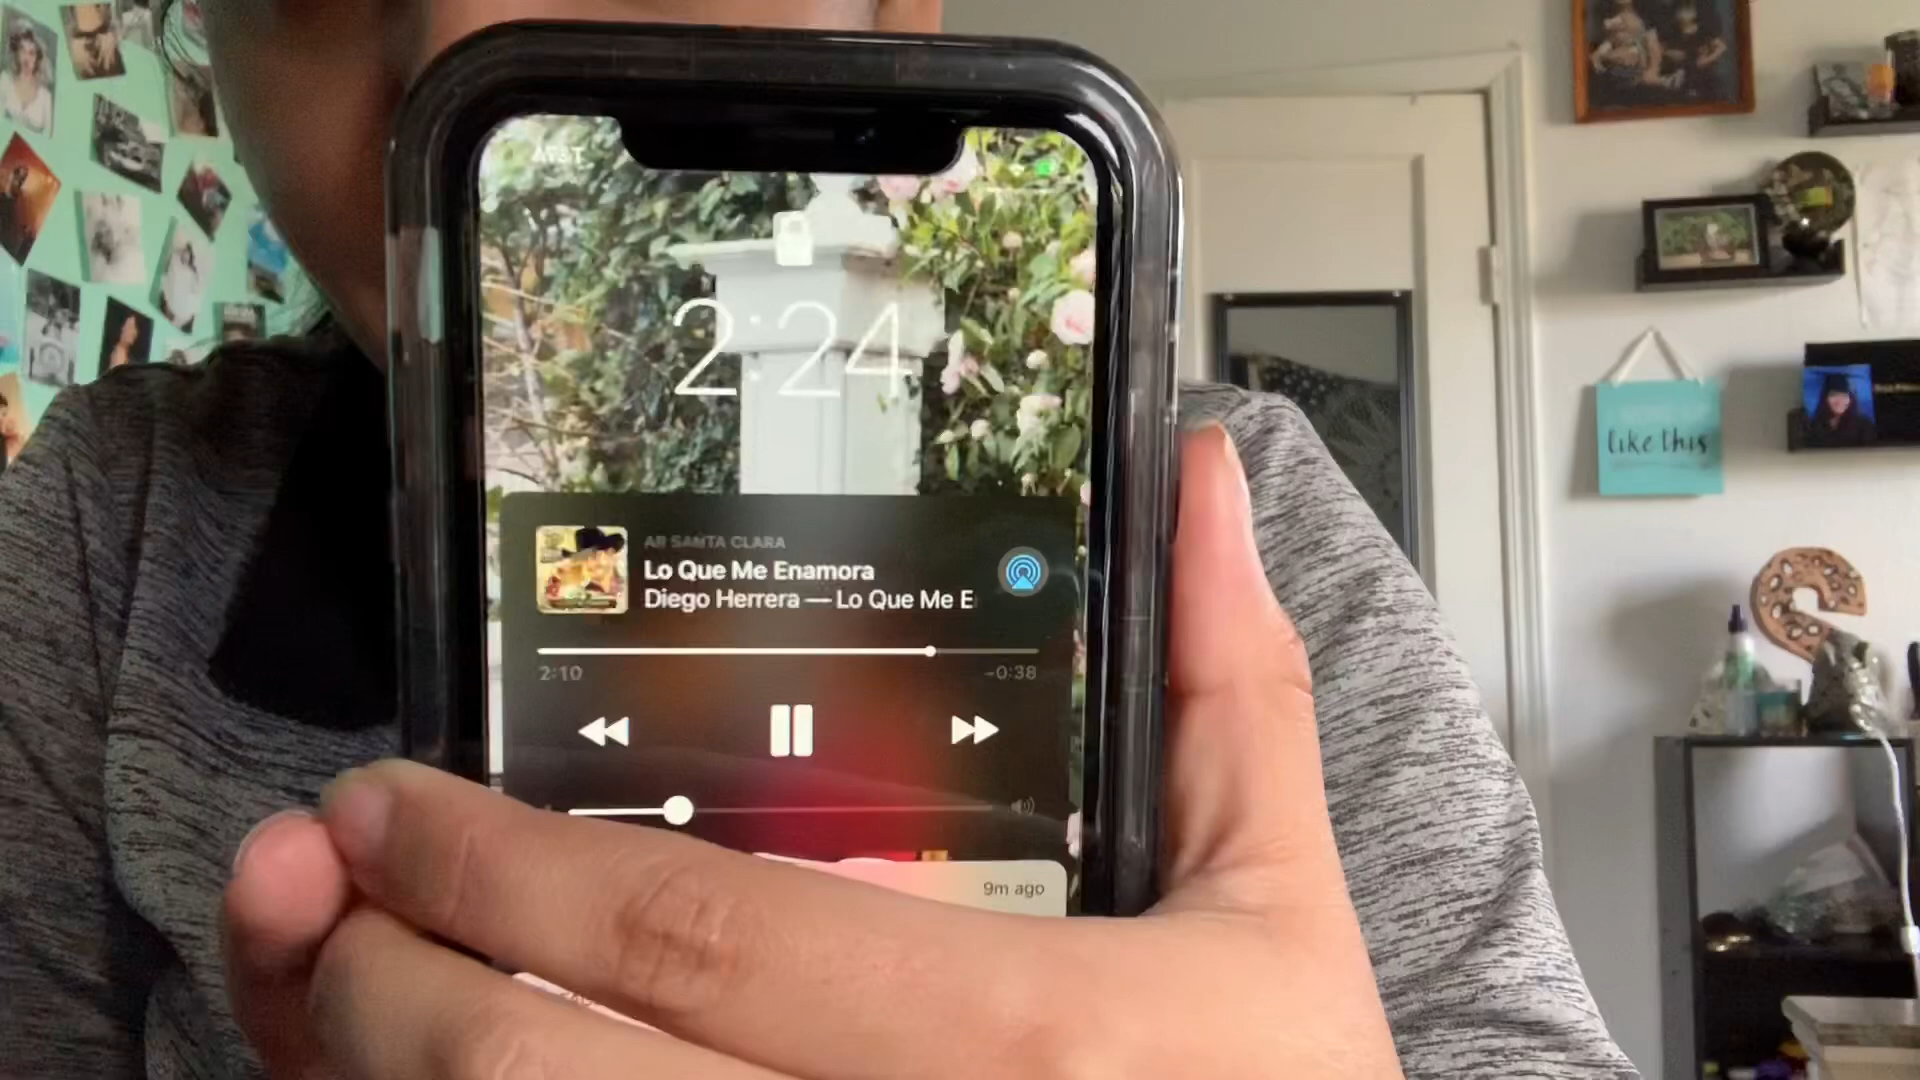 AT&T
2:24
AB SANTA CLARA
Lo Que Me Enamora
Diego Herrera — Lo Que Me E
2:10
-0:38
9m ago
like this